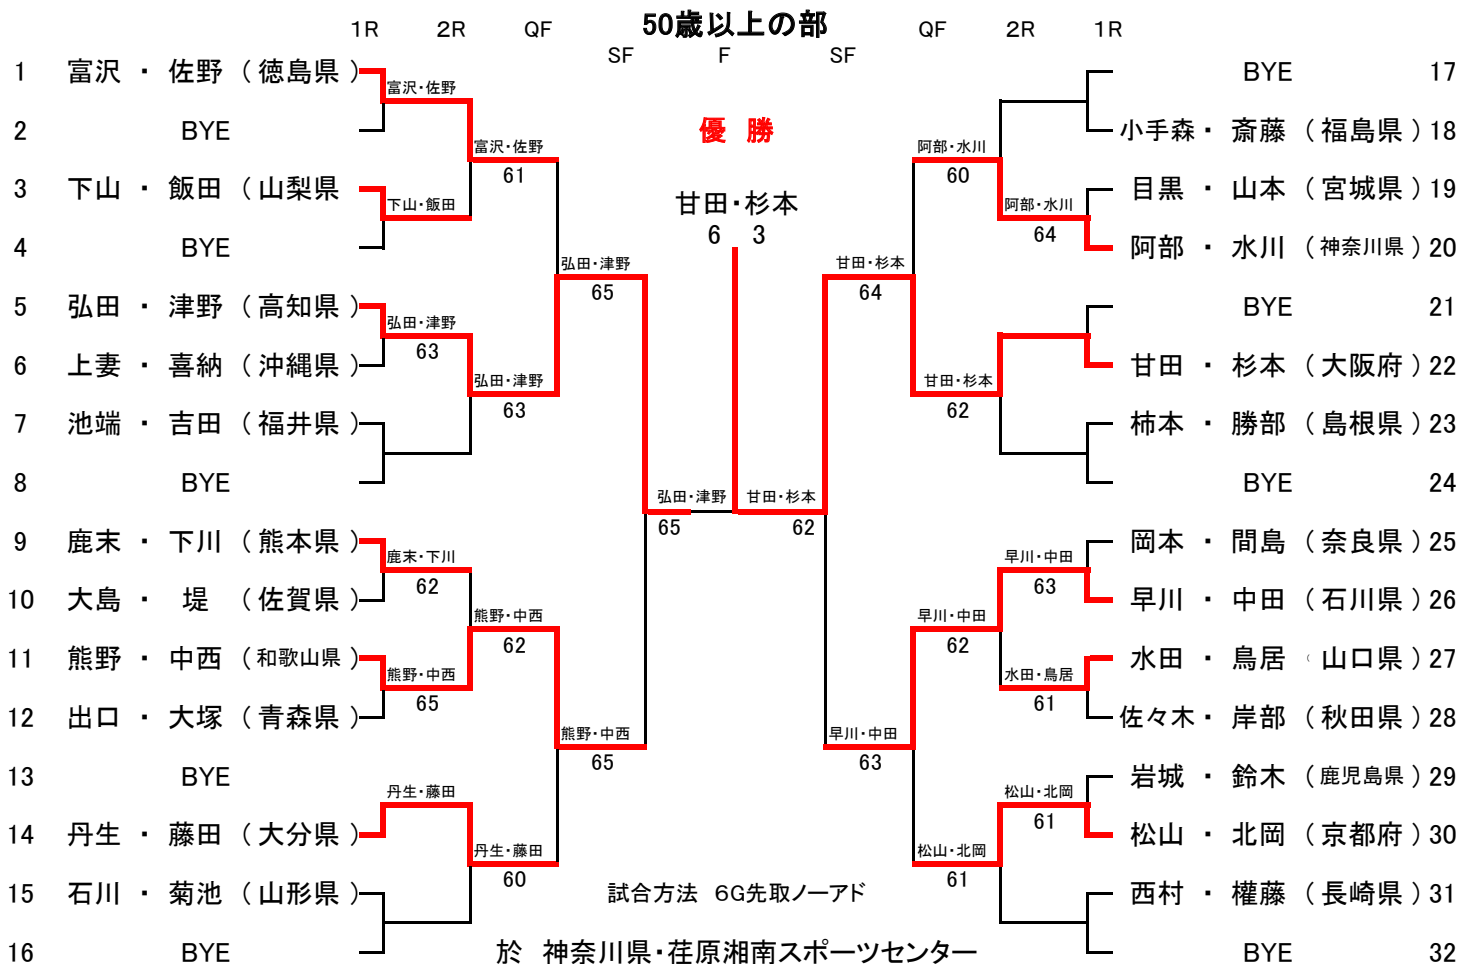 50歳以上の部
1R 2R QF SF F SF QF 2R 1R
1 富沢 ・ 佐野 ( 徳島県 )
2 BYE
3 下山 ・ 飯田 ( 山梨県
4 BYE
5 弘田 ・ 津野 ( 高知県 )
6 上妻 ・ 喜納 ( 沖縄県 )
7 池端 ・ 吉田 ( 福井県 )
8 BYE
9 鹿末 ・ 下川 ( 熊本県 )
10 大島 ・ 堤 ( 佐賀県 )
11 熊野 ・ 中西 ( 和歌山県 )
12 出口 ・ 大塚 ( 青森県 )
13 BYE
14 丹生 ・ 藤田 ( 大分県 )
15 石川 ・ 菊池 ( 山形県 )
16 BYE
富沢・佐野
下山・飯田
弘田・津野
63
鹿末・下川
62
熊野・中西
65
丹生・藤田
富沢・佐野
61
弘田・津野
63
熊野・中西
62
丹生・藤田
60
弘田・津野
65
熊野・中西
65
弘田・津野
65
優 勝
甘田・杉本
6 3
甘田・杉本
62
甘田・杉本
64
早川・中田
63
阿部・水川
60
甘田・杉本
62
早川・中田
62
松山・北岡
61
阿部・水川
64
早川・中田
63
水田・鳥居
61
松山・北岡
61
BYE 17
小手森・ 斎藤 ( 福島県 ) 18
目黒 ・ 山本 ( 宮城県 ) 19
阿部 ・ 水川 ( 神奈川県 ) 20
BYE 21
甘田 ・ 杉本 ( 大阪府 ) 22
柿本 ・ 勝部 ( 島根県 ) 23
BYE 24
岡本 ・ 間島 ( 奈良県 ) 25
早川 ・ 中田 ( 石川県 ) 26
水田 ・ 鳥居 ( 山口県 ) 27
佐々木・ 岸部 ( 秋田県 ) 28
岩城 ・ 鈴木 ( 鹿児島県 ) 29
松山 ・ 北岡 ( 京都府 ) 30
西村 ・ 權藤 ( 長崎県 ) 31
BYE 32
試合方法 6G先取ノーアド
於 神奈川県・荏原湘南スポーツセンター